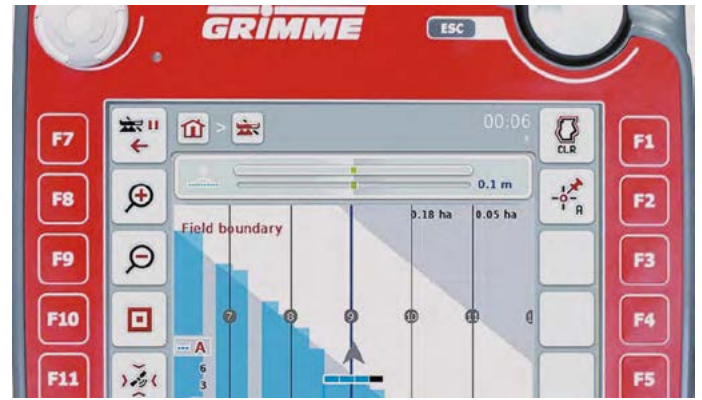 GRIMME
ESC
F7
00:06
CLR
F1
F8
0.1 m
A
F2
0.18 ha
0.05 ha
Field boundary
F9
F3
F10
7
8
9
10
11
F4
A
6
3
F11
F5